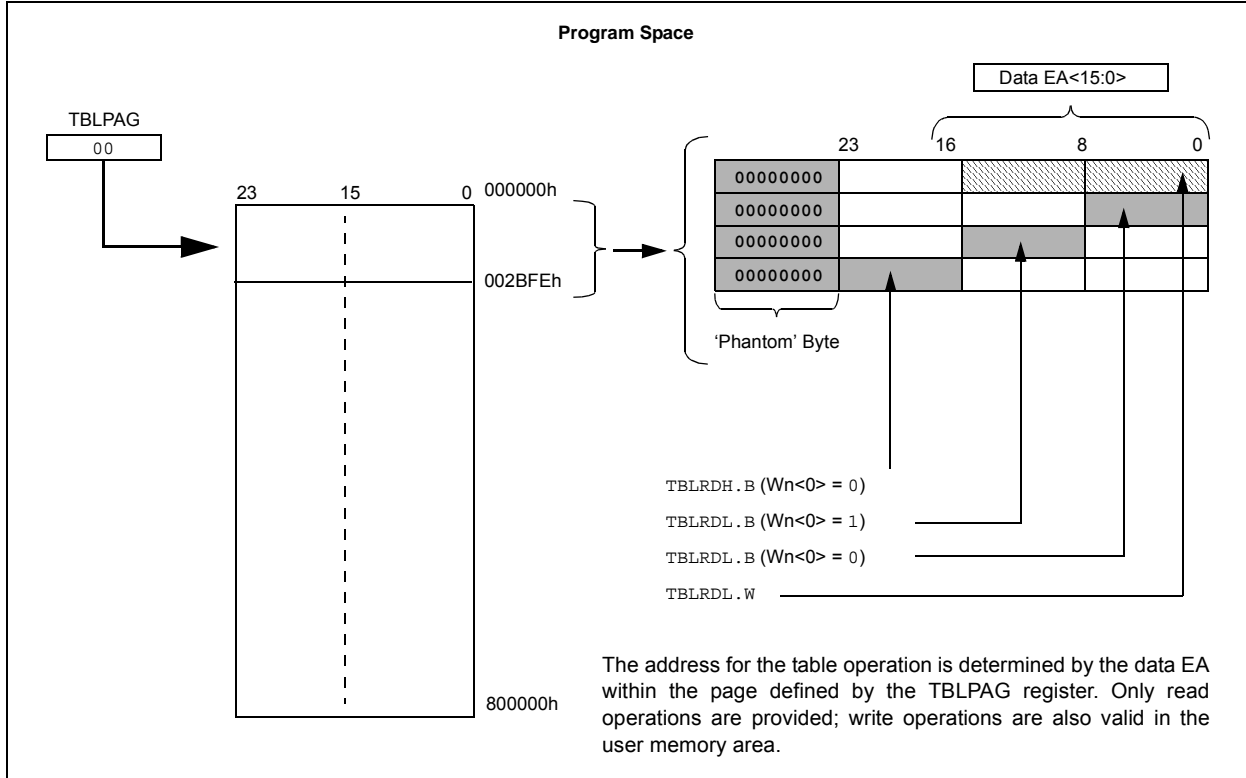 Program Space
Data EA<15:0>
TBLPAG
00
23 16 8 0
23 15 0 000000h
00000000
00000000
00000000
00000000
002BFEh
‘Phantom’ Byte
TBLRDH.B (Wn<0> = 0)
TBLRDL.B (Wn<0> = 1)
TBLRDL.B (Wn<0> = 0)
TBLRDL.W
The address for the table operation is determined by the data EA
within the page defined by the TBLPAG register. Only read
operations are provided; write operations are also valid in the
user memory area.
800000h